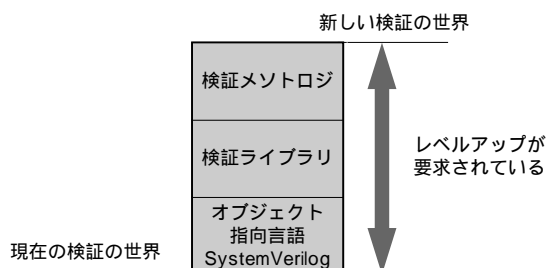 新しい検証の世界
検証メソトロジ
検証ライブラリ
レベルアップが
要求されている
オブジェクト
指向言語
SystemVerilog
現在の検証の世界